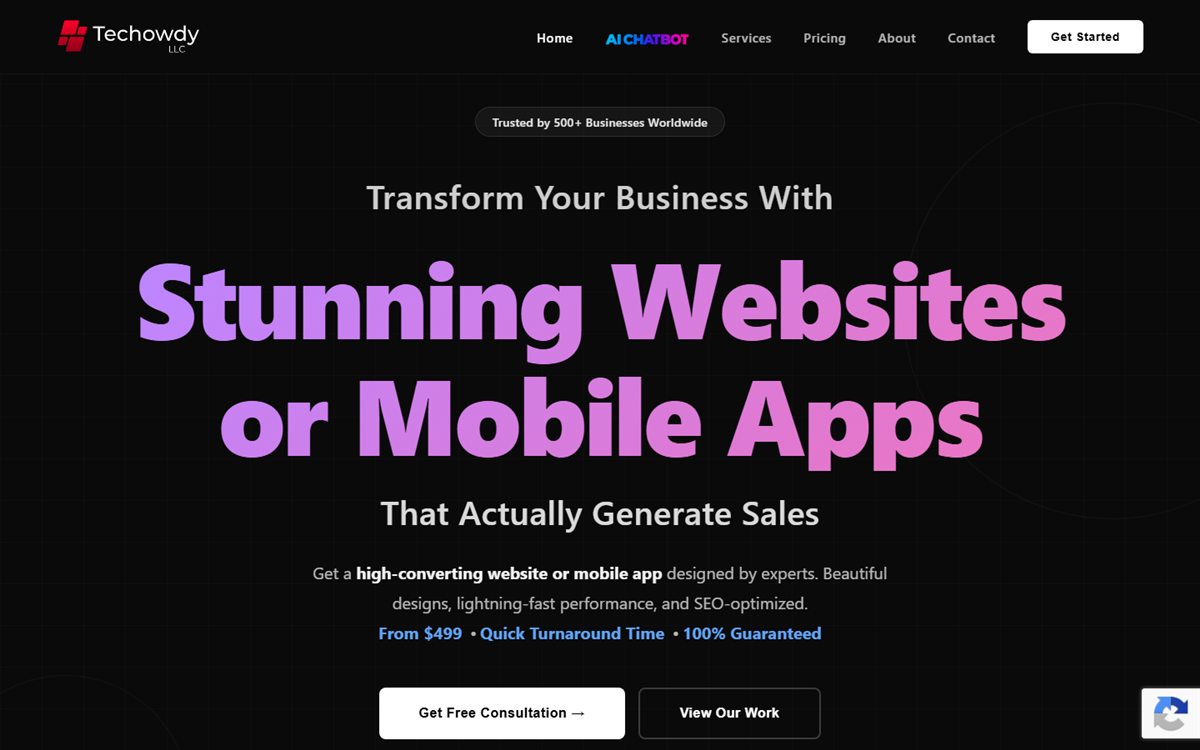 Techowdy
LLC
Home
AI CHATBOT
Services
Pricing
About
Contact
Get Started
Trusted by 500+ Businesses Worldwide
Transform Your Business With
Stunning Websites
or Mobile Apps
That Actually Generate Sales
Get a high-converting website or mobile app designed by experts. Beautiful
designs, lightning-fast performance, and SEO-optimized.
From $499 • Quick Turnaround Time • 100% Guaranteed
Get Free Consultation →
View Our Work